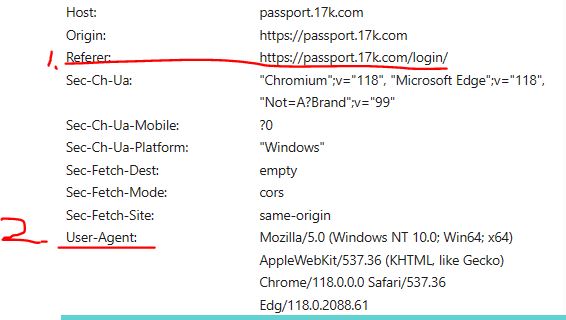 Host: passport.17k.com
Origin: https://passport.17k.com
1. Referer: https://passport.17k.com/login/
Sec-Ch-Ua: "Chromium";v="118", "Microsoft Edge";v="118",
"Not=A?Brand";v="99"
Sec-Ch-Ua-Mobile: ?0
Sec-Ch-Ua-Platform: "Windows"
Sec-Fetch-Dest: empty
Sec-Fetch-Mode: cors
Sec-Fetch-Site: same-origin
2 User-Agent: Mozilla/5.0 (Windows NT 10.0; Win64; x64)
AppleWebKit/537.36 (KHTML, like Gecko)
Chrome/118.0.0.0 Safari/537.36
Edg/118.0.2088.61